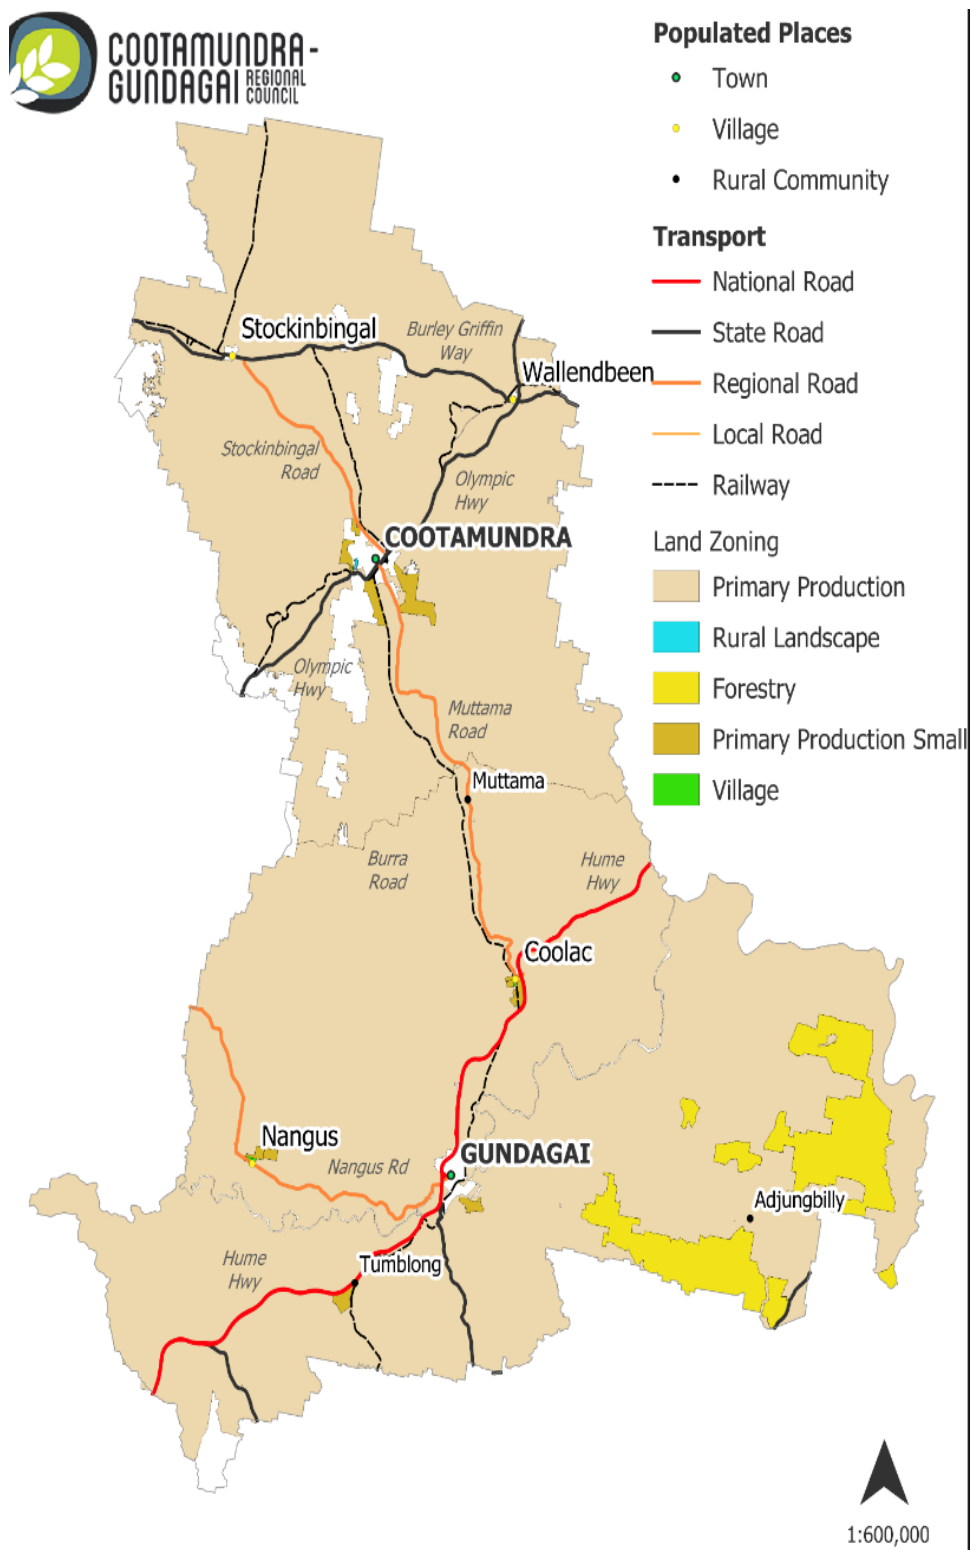 COOTAMUNDRA-
GUNDAGAI REGIONAL COUNCIL
Populated Places
Town
Village
Rural Community
Transport
National Road
State Road
Regional Road
Local Road
Railway
Land Zoning
Primary Production
Rural Landscape
Forestry
Primary Production Small
Village
Stockinbingal
Burley Griffin
Way
Wallendbeen
Stockinbingal
Road
Olympic
Hwy
COOTAMUNDRA
Olympic
Hwy
Muttama
Road
Muttama
Burra
Road
Hume
Hwy
Coolac
Nangus
Nangus Rd
GUNDAGAI
Adjungbilly
Hume
Hwy
Tumblong
1:600,000